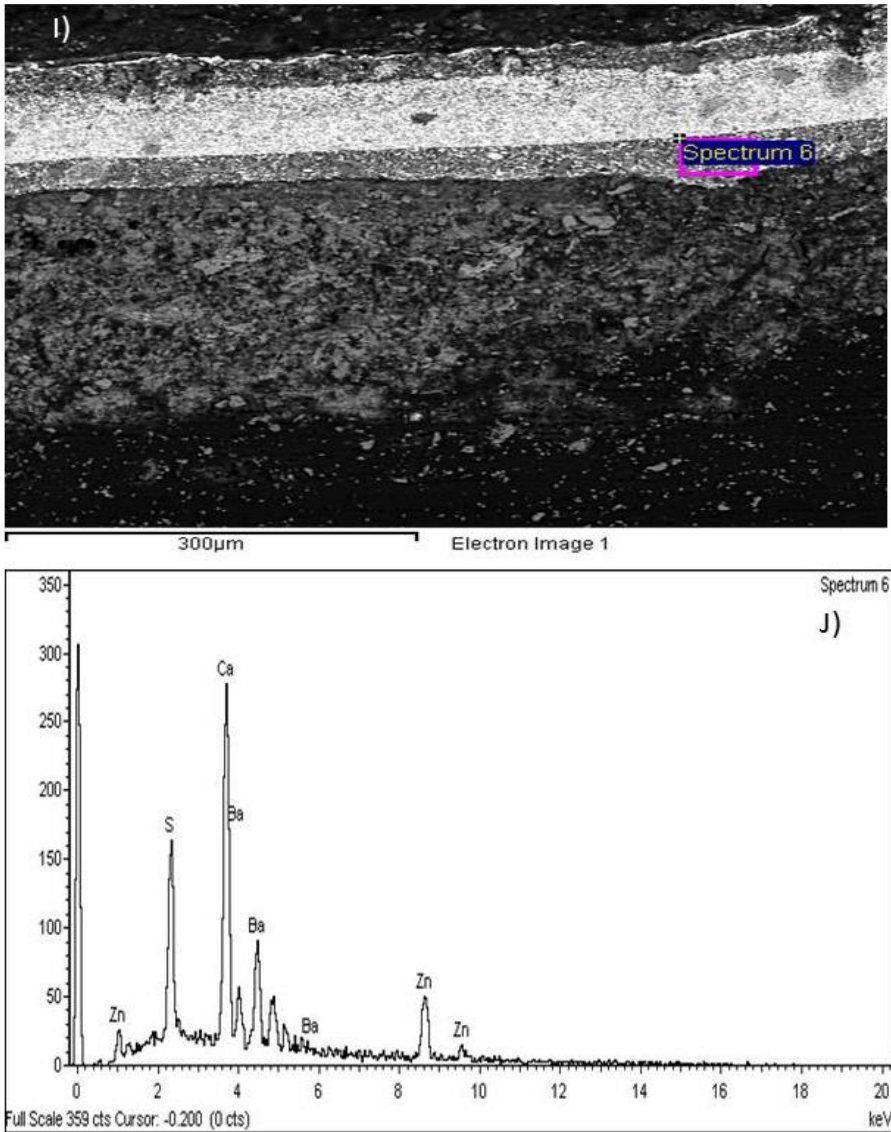 I)
Spectrum 6
300µm Electron Image 1
350
Spectrum 6
J)
300
Ca
250
200
Ba
S
150
100
Ba
50
Zn
Zn
Ba
Zn
0
0 2 4 6 8 10 12 14 16 18 20
Full Scale 359 cts Cursor: -0.200 (0 cts) keV